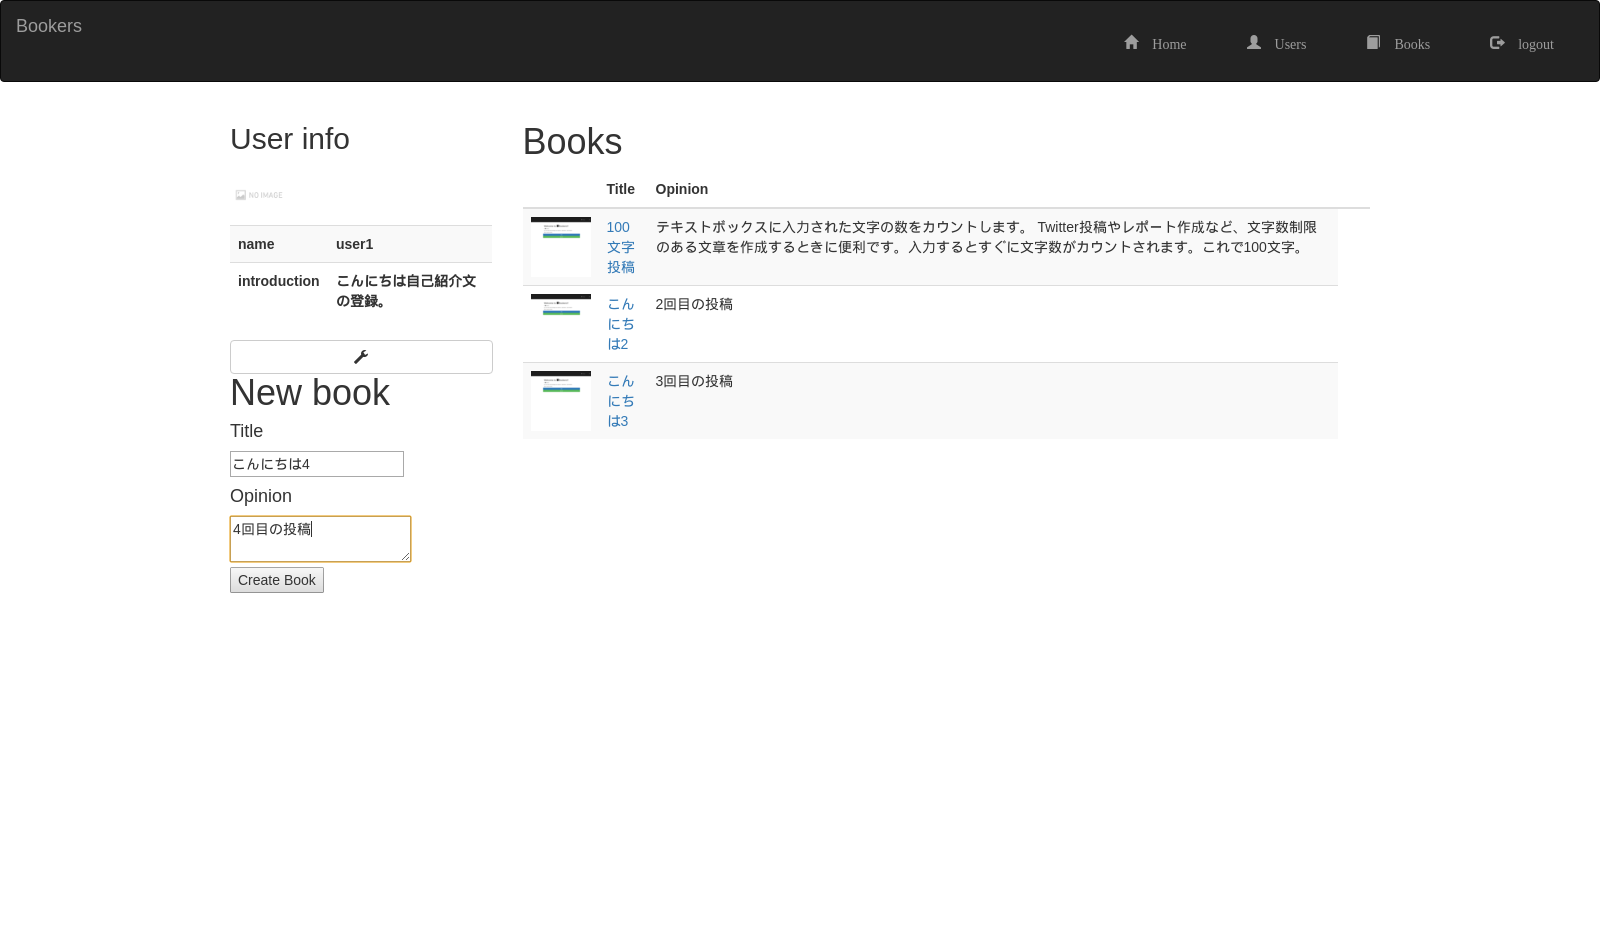 Bookers
Home
Users
Books
logout
User info
NO IMAGE
name
user1
introduction
こんにちは自己紹介文
の登録。
New book
Title
こんにちは4
Opinion
4回目の投稿
Create Book
Books
Title
Opinion
100
文字
投稿
テキストボックスに入力された文字の数をカウントします。 Twitter投稿やレポート作成など、文字数制限
のある文章を作成するときに便利です。入力するとすぐに文字数がカウントされます。これで100文字。
こん
にち
は2
2回目の投稿
こん
にち
は3
3回目の投稿